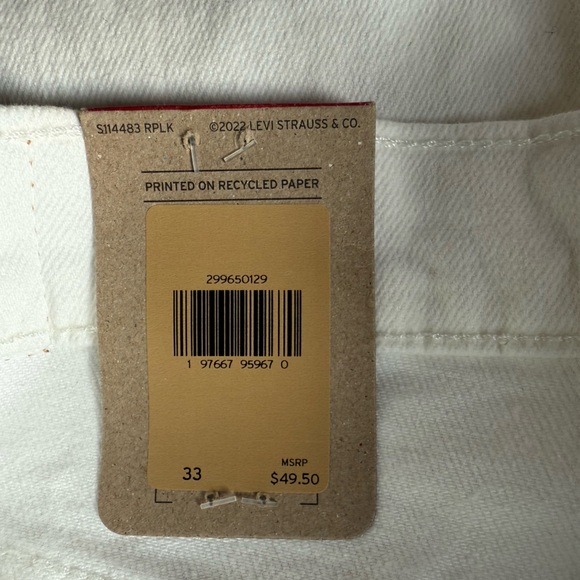 S114483 RPLK ©2022 LEVI STRAUSS & CO.
PRINTED ON RECYCLED PAPER
299650129
1 97667 95967 0
33
MSRP
$49.50